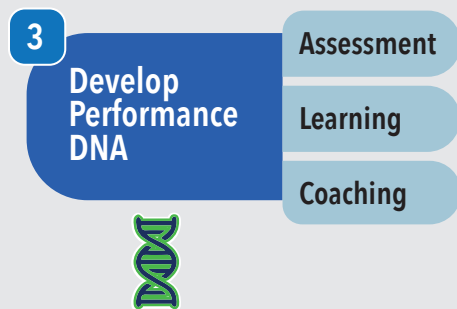 3
Develop
Performance
DNA
Assessment
Learning
Coaching